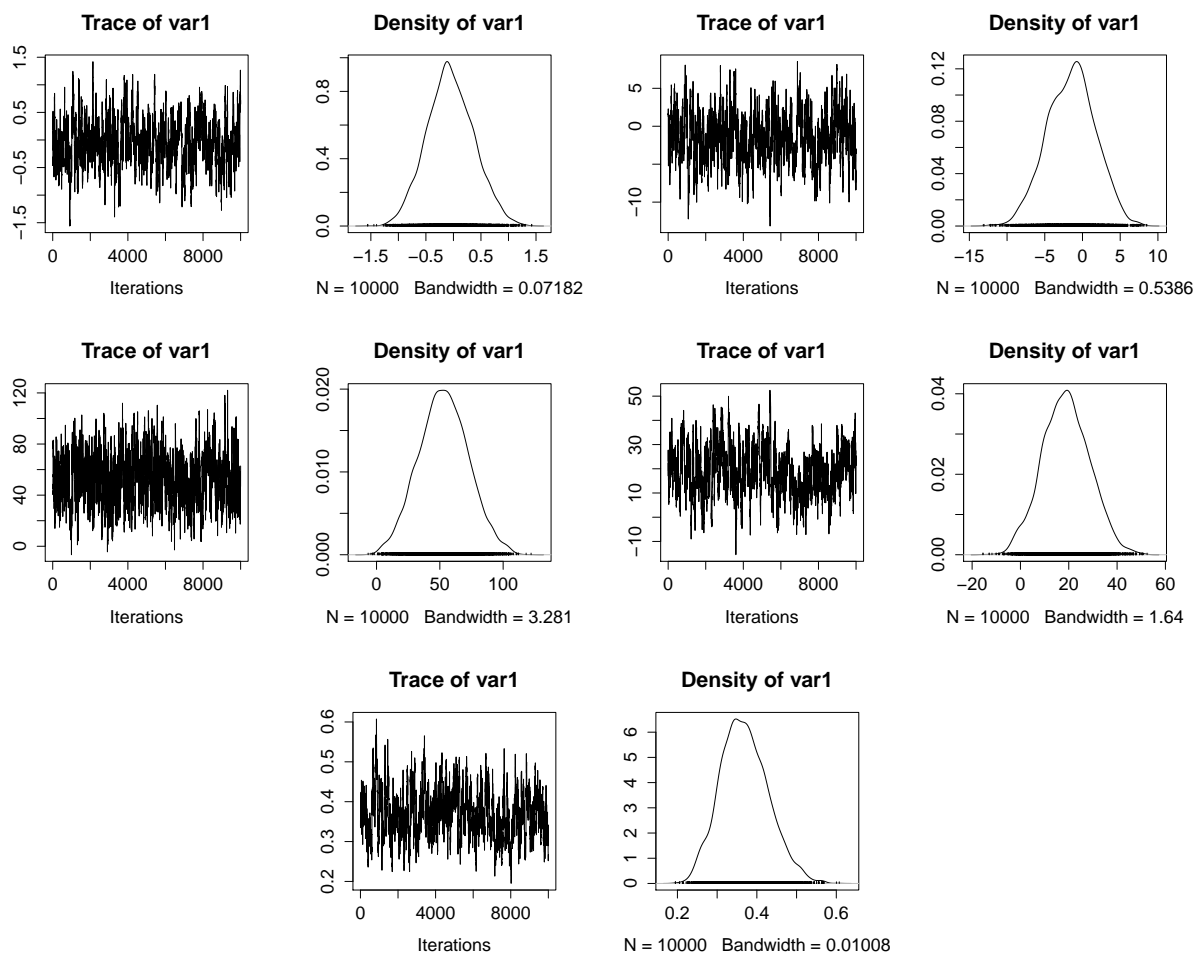 Trace of var1
1.5
0.5
−0.5
−1.5
0 4000 8000
Iterations
Density of var1
0.8
0.4
0.0
−1.5 −0.5 0.5 1.5
N = 10000 Bandwidth = 0.07182
Trace of var1
5
0
−10
0 4000 8000
Iterations
Density of var1
0.12
0.08
0.04
0.00
−15 −5 0 5 10
N = 10000 Bandwidth = 0.5386
Trace of var1
120
80
40
0
0 4000 8000
Iterations
Density of var1
0.020
0.010
0.000
0 50 100
N = 10000 Bandwidth = 3.281
Trace of var1
50
30
10
−10
0 4000 8000
Iterations
Density of var1
0.04
0.02
0.00
−20 0 20 40 60
N = 10000 Bandwidth = 1.64
Trace of var1
0.6
0.5
0.4
0.3
0.2
0 4000 8000
Iterations
Density of var1
6
5
4
3
2
1
0
0.2 0.4 0.6
N = 10000 Bandwidth = 0.01008